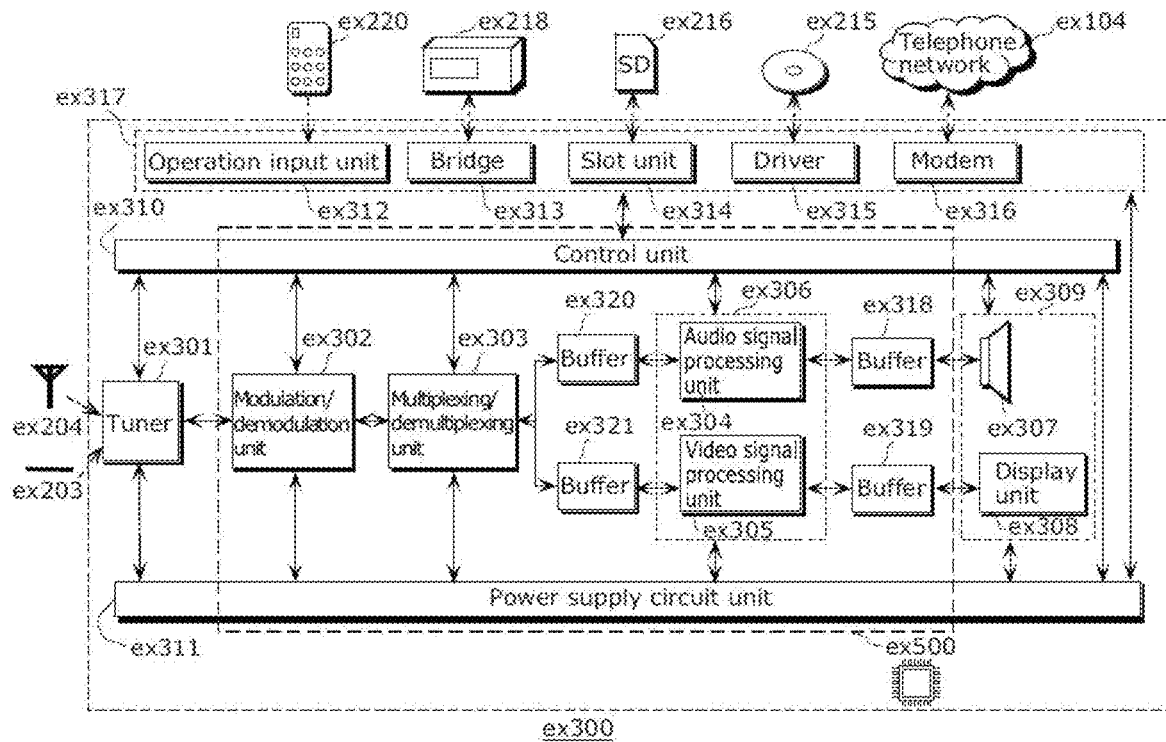 ex220
ex218
ex216
ex215
ex104
SD
Telephone
network
ex317
Operation input unit
Bridge
Slot unit
Driver
Modem
ex310
ex312
ex313
ex314
ex315
ex316
Control unit
ex301
ex302
ex303
ex320
ex306
ex318
ex309
Buffer
Audio signal
processing
unit
Buffer
Tuner
Modulation/
demodulation
unit
Multiplexing/
demultiplexing
unit
ex204
ex203
ex321
ex304
ex319
ex307
Buffer
Video signal
processing
unit
Buffer
Display
unit
ex305
ex308
Power supply circuit unit
ex311
ex500
ex300